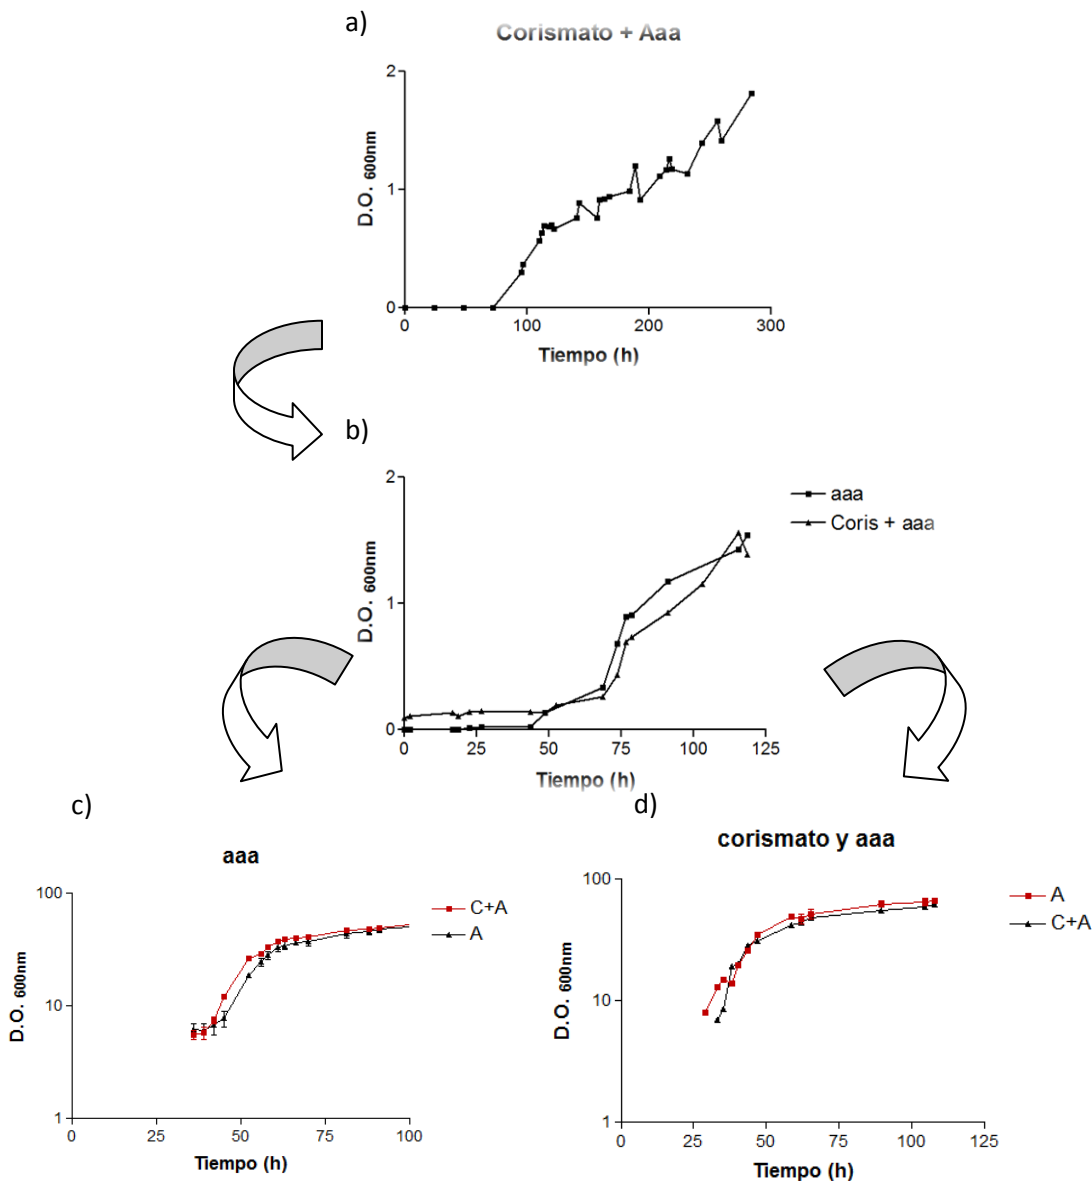 a)
Corismato + Aaa
2
1
0
D.O. 600nm
0 100 200 300
Tiempo (h)
b)
2
1
0
D.O. 600nm
0 25 50 75 100 125
Tiempo (h)
aaa
Coris + aaa
c)
aaa
100
10
1
D.O. 600nm
0 25 50 75 100
Tiempo (h)
C+A
A
d)
corismato y aaa
100
10
1
D.O. 600nm
0 25 50 75 100 125
Tiempo (h)
A
C+A